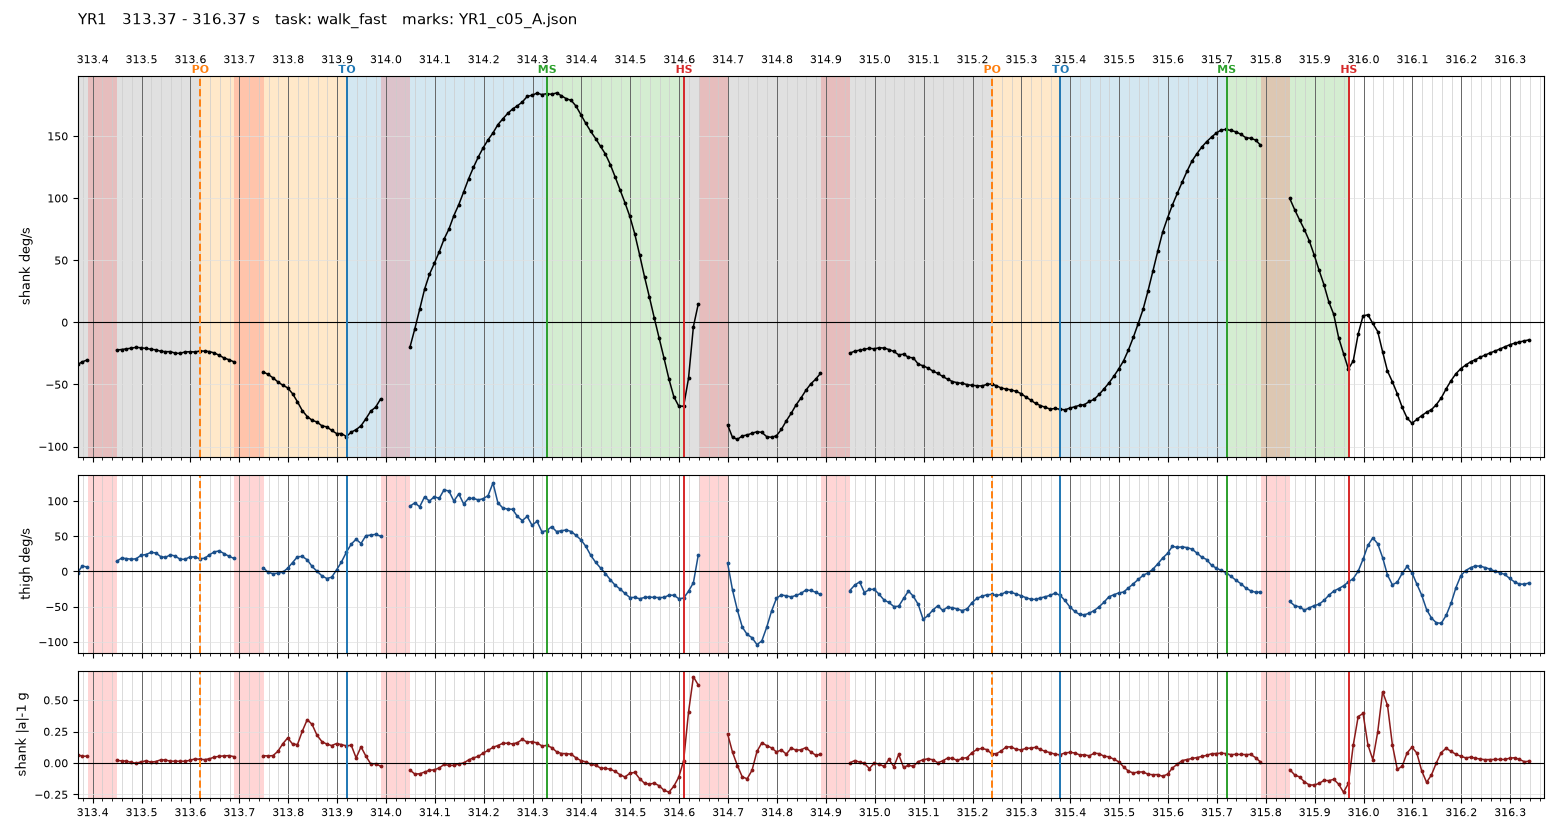 YR1   313.37 - 316.37 s   task: walk_fast   marks: YR1_c05_A.json
313.4 313.5 313.6 313.7 313.8 313.9 314.0 314.1 314.2 314.3 314.4 314.5 314.6 314.7 314.8 314.9 315.0 315.1 315.2 315.3 315.4 315.5 315.6 315.7 315.8 315.9 316.0 316.1 316.2 316.3
PO TO MS HS PO TO MS HS
shank deg/s
150
100
50
0
−50
−100
thigh deg/s
100
50
0
−50
−100
shank |a|-1 g
0.50
0.25
0.00
−0.25
313.4 313.5 313.6 313.7 313.8 313.9 314.0 314.1 314.2 314.3 314.4 314.5 314.6 314.7 314.8 314.9 315.0 315.1 315.2 315.3 315.4 315.5 315.6 315.7 315.8 315.9 316.0 316.1 316.2 316.3